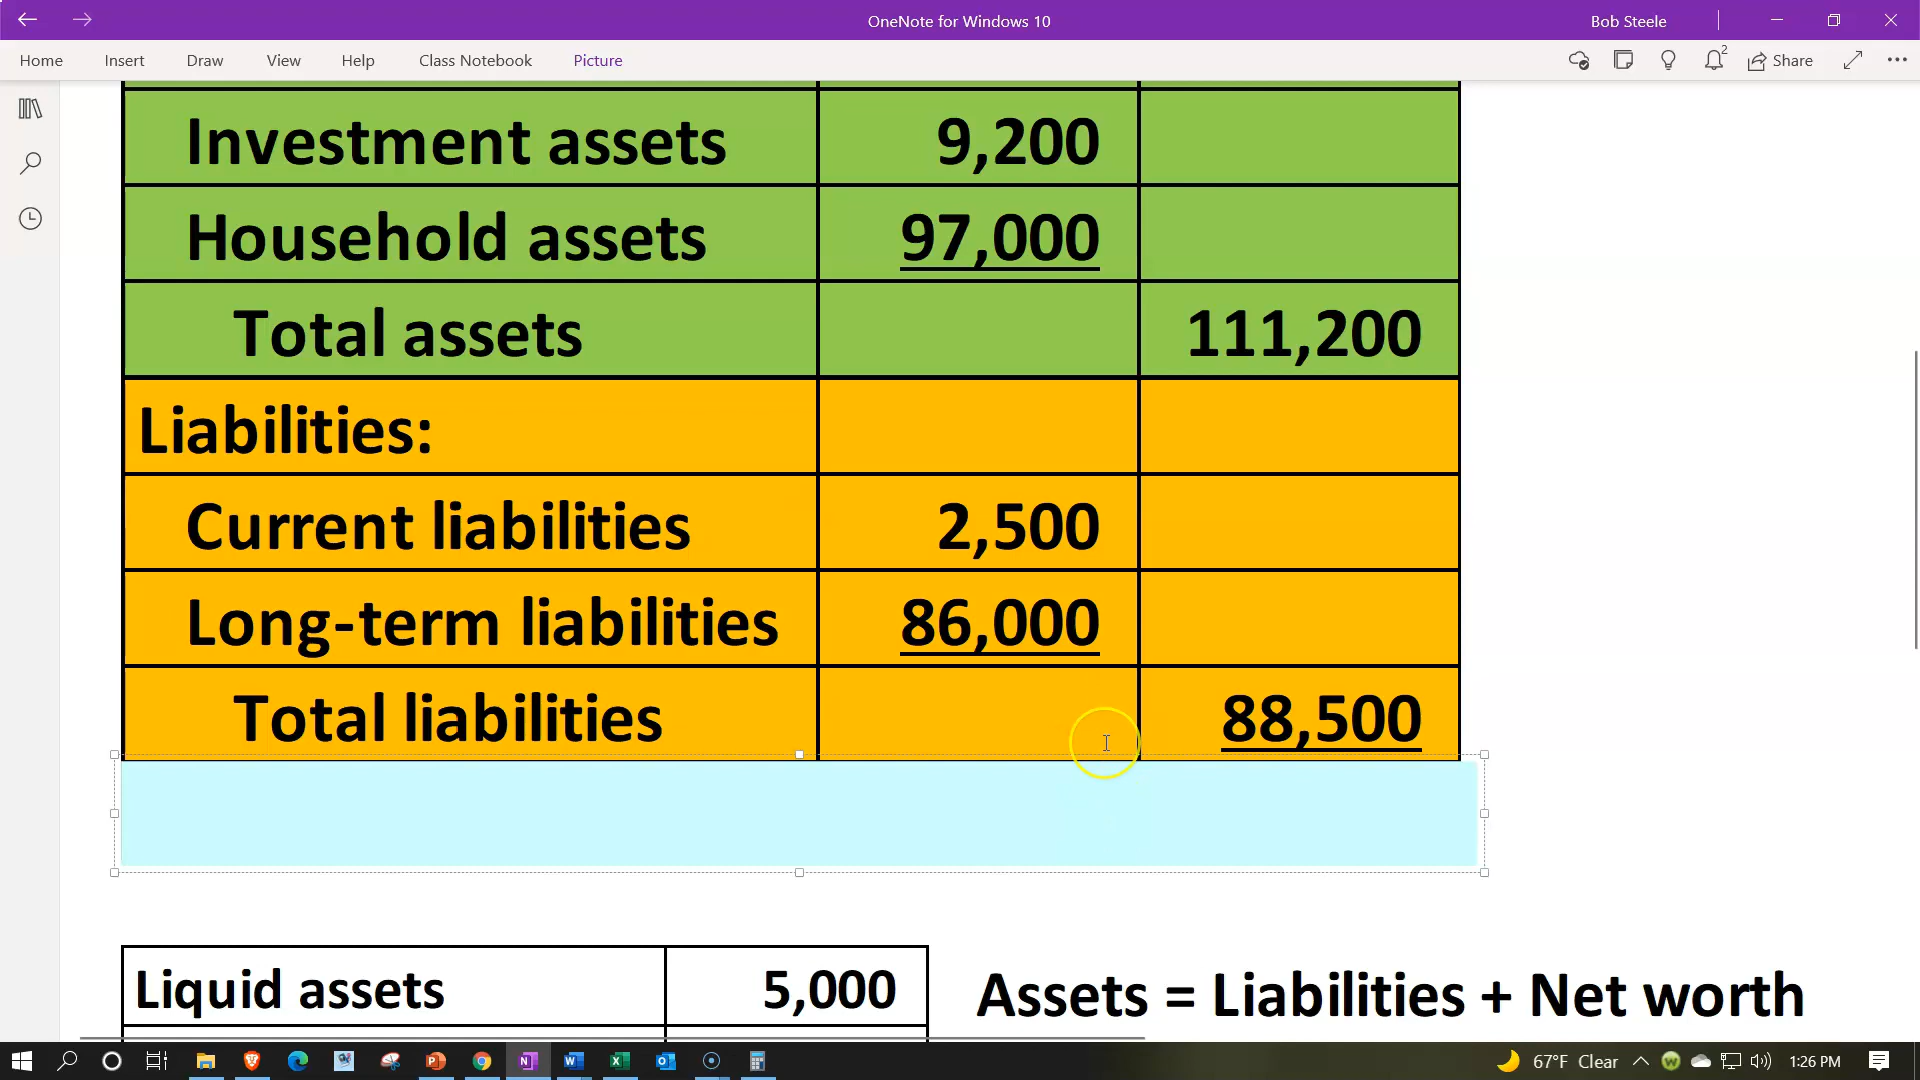 OneNote for Windows 10
Bob Steele
Home Insert Draw View Help Class Notebook Picture
2 Share
Investment assets 9,200
Household assets 97,000
Total assets 111,200
Liabilities:
Current liabilities 2,500
Long-term liabilities 86,000
Total liabilities 88,500
Liquid assets 5,000
Assets = Liabilities + Net worth
67°F Clear 1:26 PM